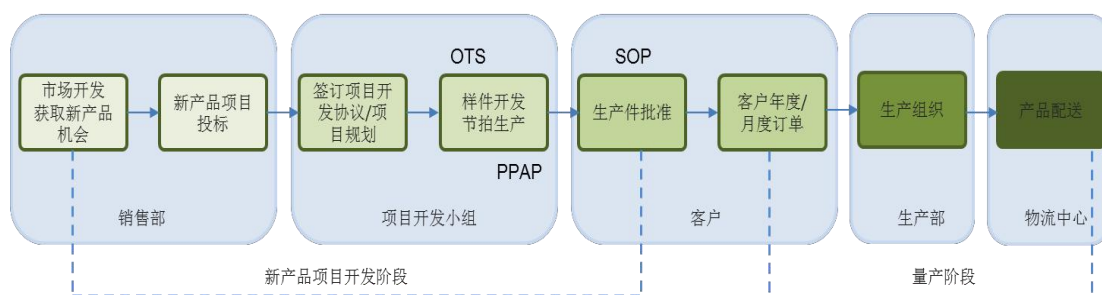 OTS
SOP
市场开发
获取新产品
机会
新产品项目
投标
签订项目开
发协议/项
目规划
样件开发
节拍生产
生产件批准
客户年度/
月度订单
生产组织
产品配送
PPAP
销售部
项目开发小组
客户
生产部
物流中心
新产品项目开发阶段
量产阶段